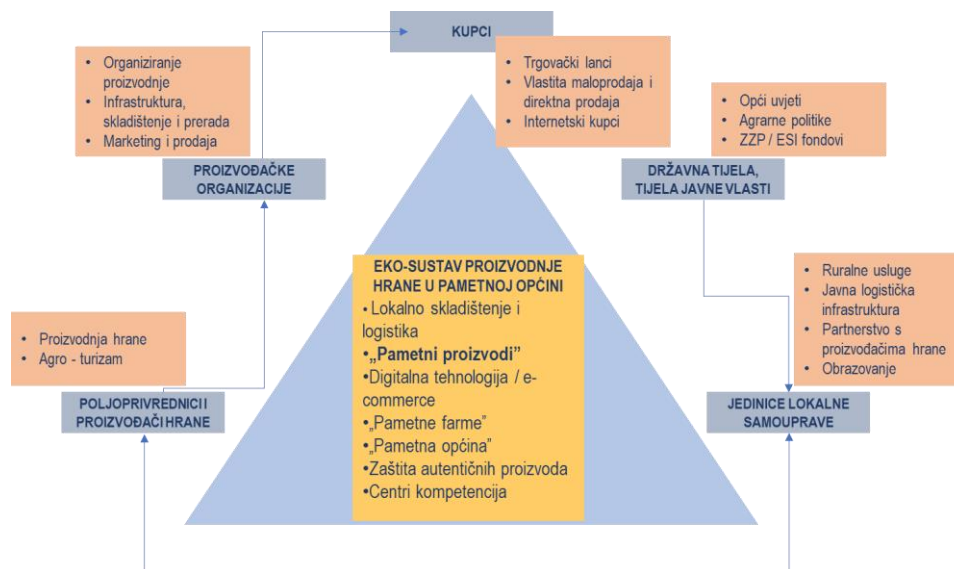 KUPCI
• Organiziranje
proizvodnje
• Infrastruktura,
skladištenje i prerada
• Marketing i prodaja
• Trgovački lanci
• Vlastita maloprodaja i
direktna prodaja
• Internetski kupci
• Opći uvjeti
• Agrarne politike
• ZZP / ESI fondovi
PROIZVOĐAČKE
ORGANIZACIJE
DRŽAVNA TIJELA,
TIJELA JAVNE VLASTI
EKO-SUSTAV PROIZVODNJE
HRANE U PAMETNOJ OPĆINI
• Lokalno skladištenje i
logistika
•„Pametni proizvodi”
•Digitalna tehnologija / e-
commerce
•„Pametne farme”
•„Pametna općina”
•Zaštita autentičnih proizvoda
•Centri kompetencija
• Ruralne usluge
• Javna logistička
infrastruktura
• Partnerstvo s
proizvođačima hrane
• Obrazovanje
• Proizvodnja hrane
• Agro - turizam
POLJOPRIVREDNICI I
PROIZVOĐAČI HRANE
JEDINICE LOKALNE
SAMOUPRAVE